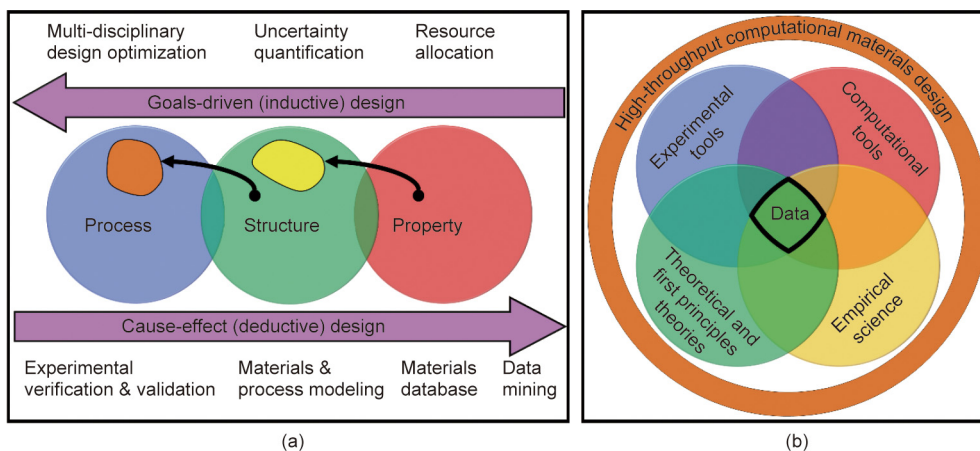 Multi-disciplinary
design optimization
Uncertainty
quantification
Resource
allocation
Goals-driven (inductive) design
Process
Structure
Property
Cause-effect (deductive) design
Experimental
verification & validation
Materials &
process modeling
Materials
database
Data
mining
(a)
High-throughput computational materials design
Experimental
tools
Computational
tools
Data
Theoretical and
first principles
theories
Empirical
science
(b)